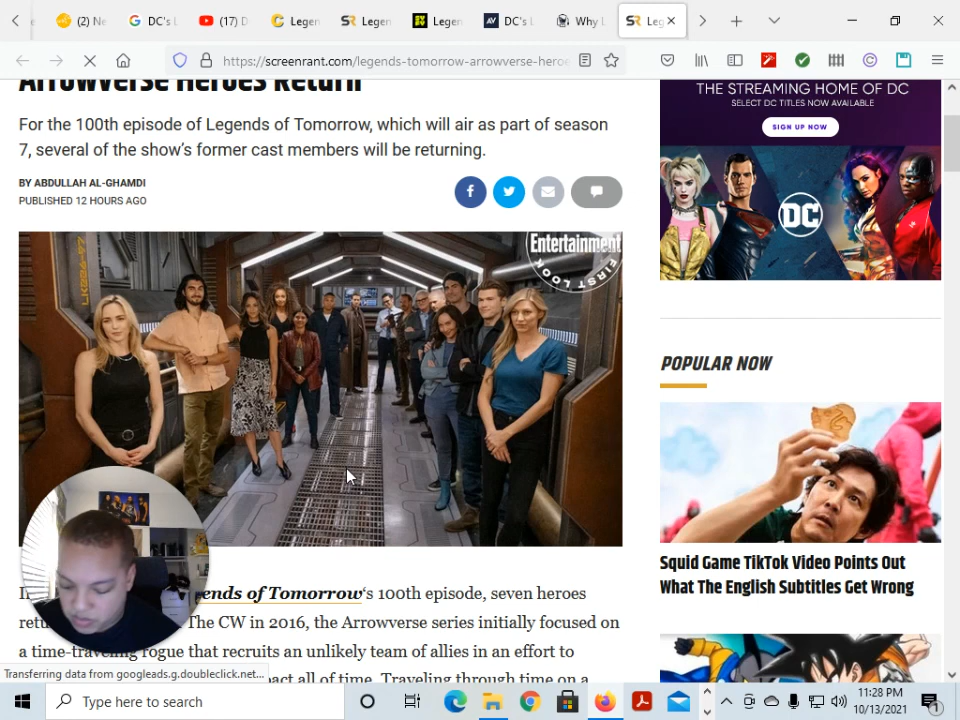 (2) Ne
DC's L
(17) D
Legen
SR Legen
SYFY Legen
AV DC's L
Why L
SR Leg
https://screenrant.com/legends-tomorrow-arrowverse-heroe
Arrowverse Heroes Return
For the 100th episode of Legends of Tomorrow, which will air as part of season
7, several of the show's former cast members will be returning.
BY ABDULLAH AL-GHAMDI
PUBLISHED 12 HOURS AGO
Entertainment
FIRST LOOK
ends of Tomorrow's 100th episode, seven heroes
The CW in 2016, the Arrowverse series initially focused on
a time-traveling rogue that recruits an unlikely team of allies in an effort to
act all of time. Traveling through time on a
THE STREAMING HOME OF DC
SELECT DC TITLES NOW AVAILABLE
SIGN UP NOW
DC
POPULAR NOW
Squid Game TikTok Video Points Out
What The English Subtitles Get Wrong
Transferring data from googleads.g.doubleclick.net...
Type here to search
11:28 PM
10/13/2021
1